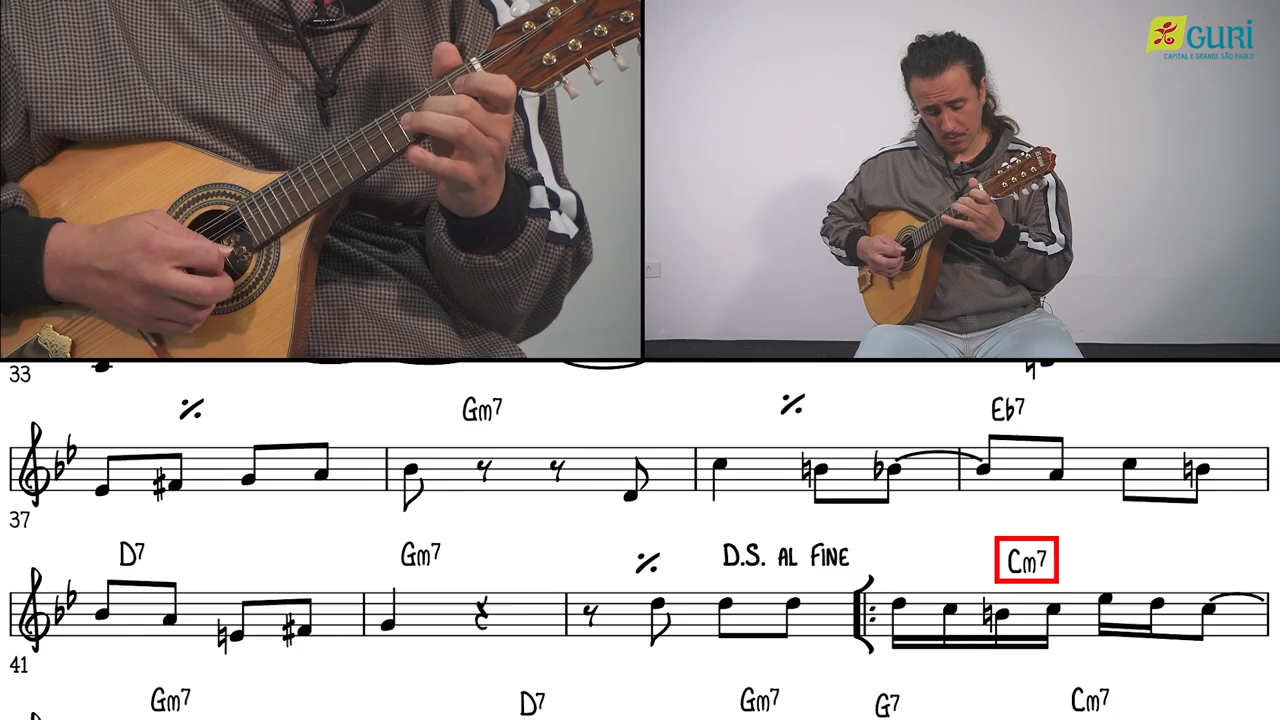 GURI
CAPITAL E GRANDE SÃO PAULO
33
Gm7 Eb7
37
D7 Gm7 D.S. AL FINE Cm7
41
Gm7 D7 Gm7 G7 Cm7